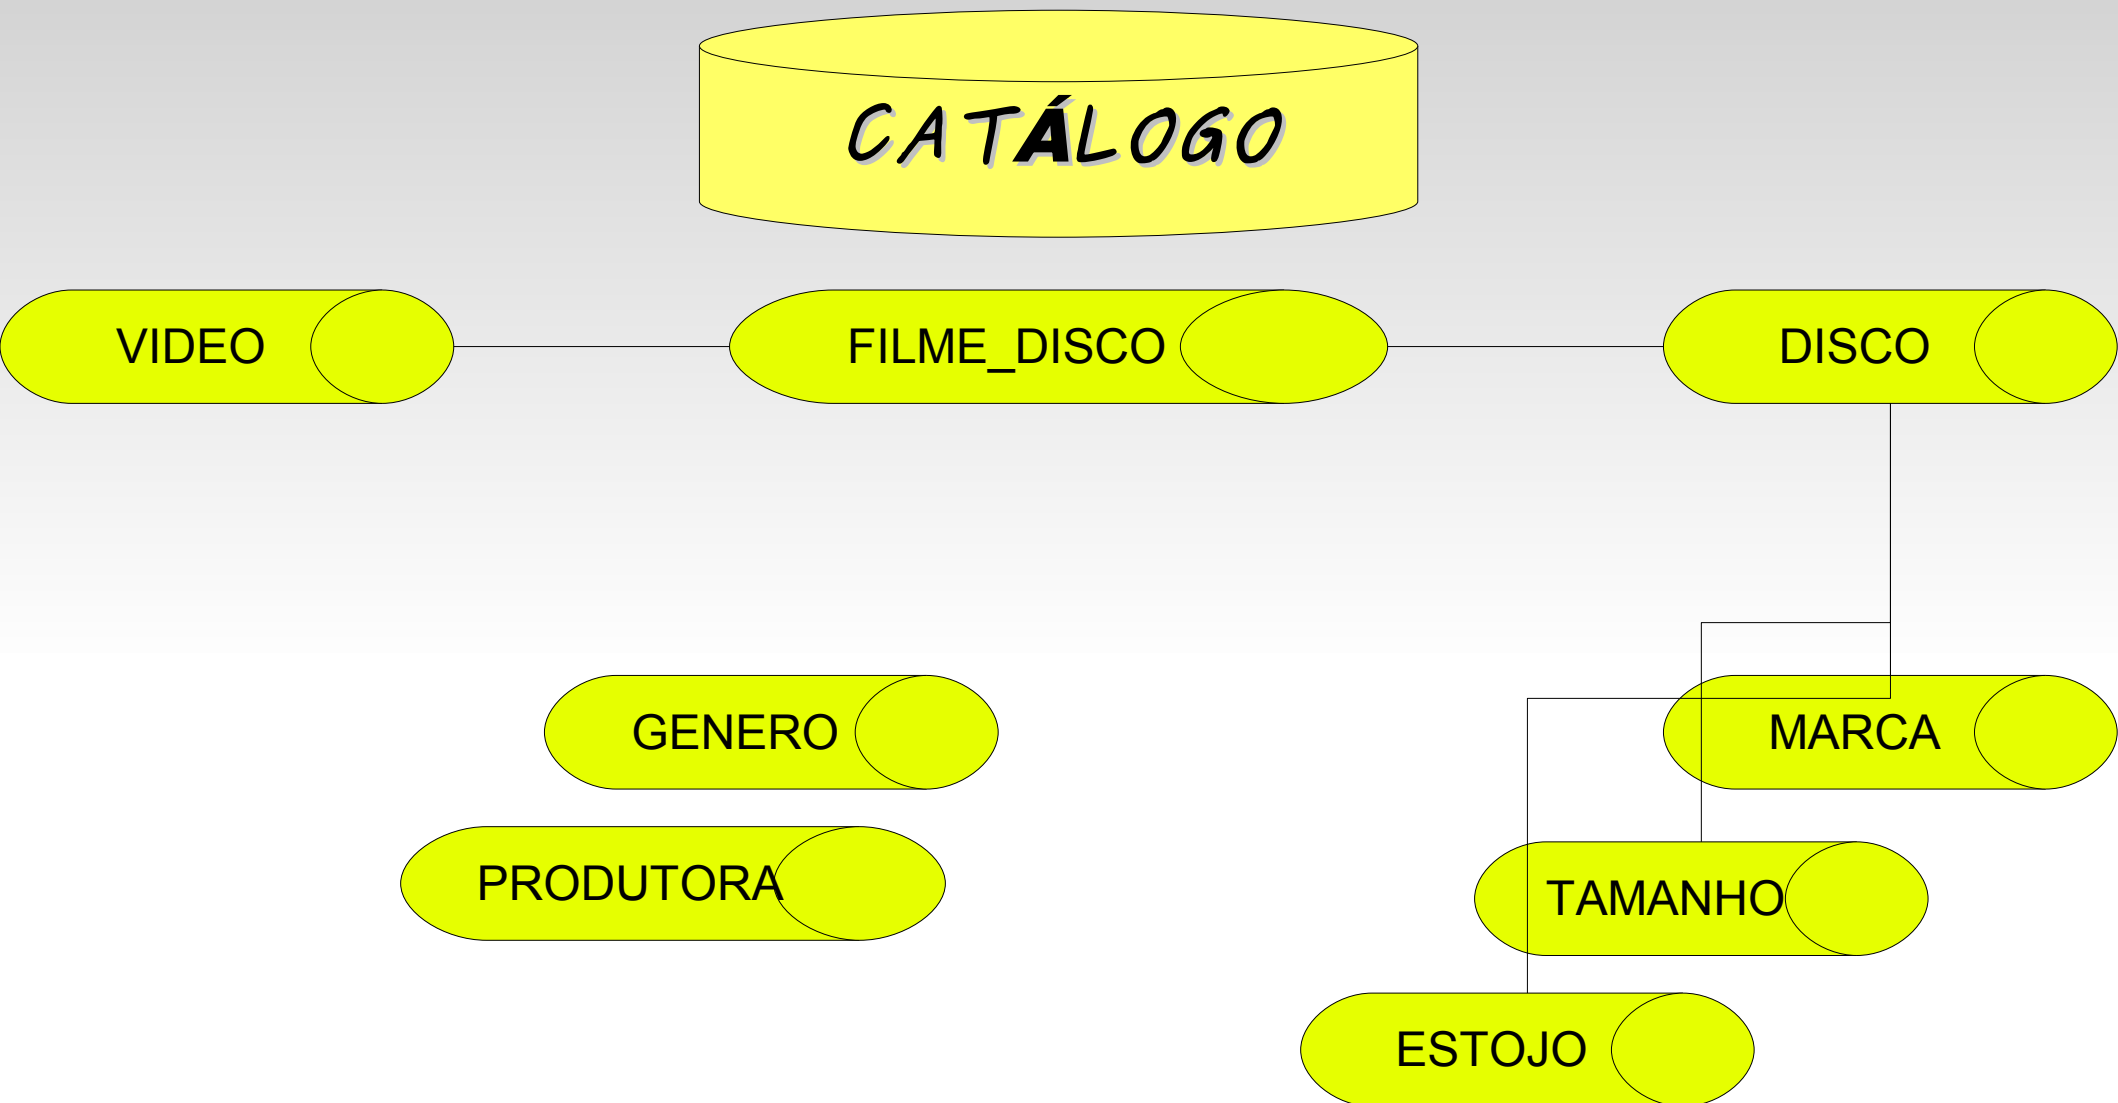 CATÁLOGO
VIDEO
FILME_DISCO
DISCO
GENERO
MARCA
PRODUTORA
TAMANHO
ESTOJO